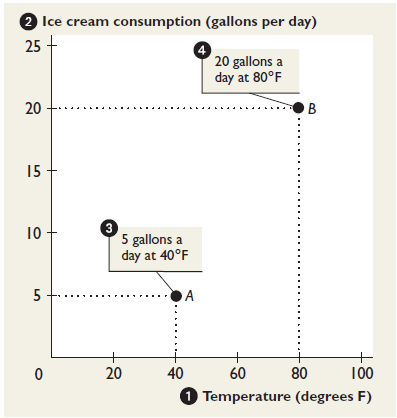 2 Ice cream consumption (gallons per day)
25
4
20 gallons a
day at 80°F
20
B
15
3
10
5 gallons a
day at 40°F
5
A
0
20
40
60
80
100
1 Temperature (degrees F)